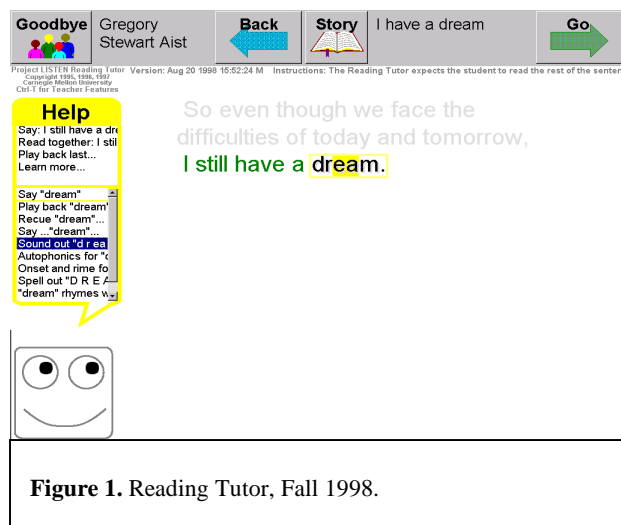 Goodbye
Gregory
Stewart Aist
Back
Story
I have a dream
Go
Project LISTEN Reading Tutor
Copyright 1995, 1996, 1997
Carnegie Mellon University
Ctrl-T for Teacher Features
Version: Aug 20 1998 15:52:24 M Instructions: The Reading Tutor expects the student to read the rest of the senter
Help
Say: I still have a dre
Read together: I stil
Play back last...
Learn more...
Say "dream"
Play back "dream"
Recue "dream"...
Say ..."dream"...
Sound out "d r ea
Autophonics for "d
Onset and rime fo
Spell out "D R E A
"dream" rhymes w
So even though we face the
difficulties of today and tomorrow,
I still have a dream.
Figure 1. Reading Tutor, Fall 1998.